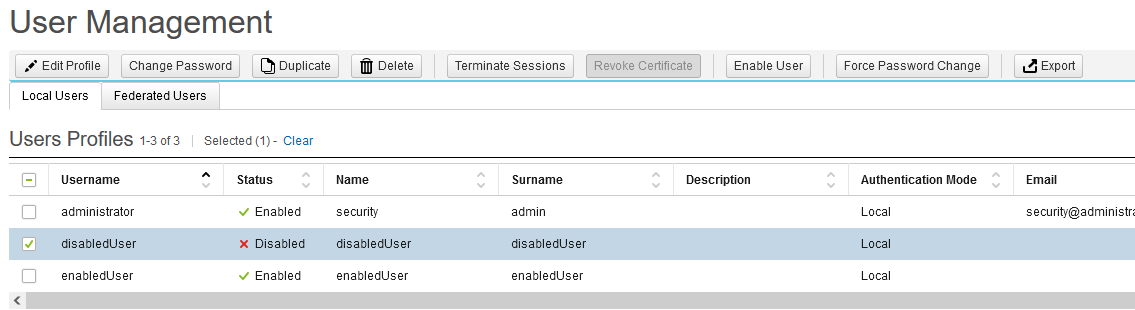 User Management
Edit Profile Change Password Duplicate Delete Terminate Sessions Revoke Certificate Enable User Force Password Change Export
Local Users Federated Users
Users Profiles 1-3 of 3 Selected (1) - Clear
Username Status Name Surname Description Authentication Mode Email
administrator Enabled security admin Local security@administra
disabledUser Disabled disabledUser disabledUser Local
enabledUser Enabled enabledUser enabledUser Local